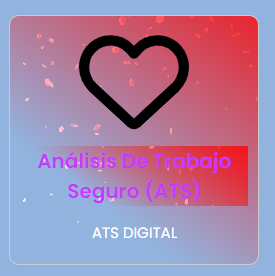 Análisis De Trabajo
Seguro (ATS)
ATS DIGITAL